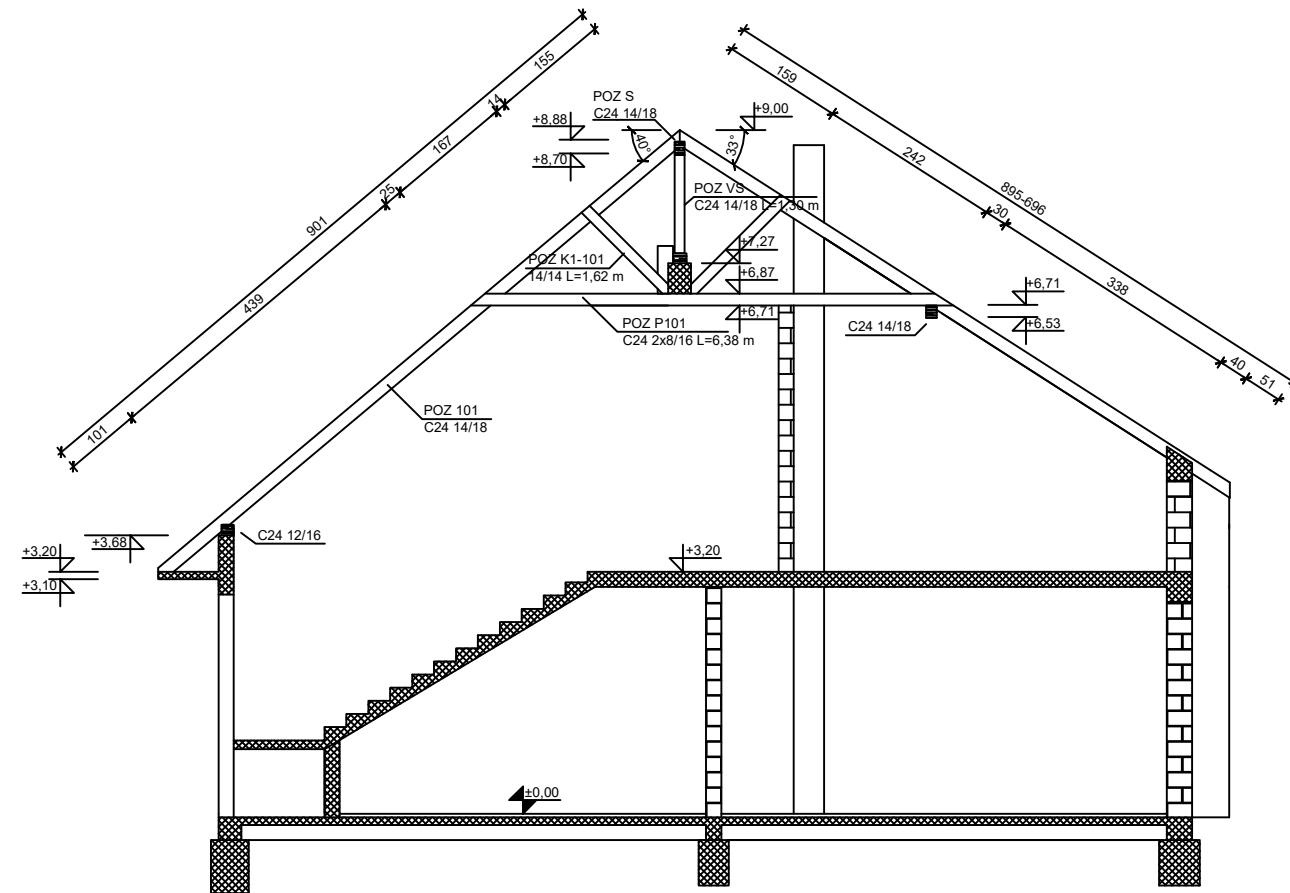 155
14
167
25
901
439
101
159
242
30
895-696
338
40
51
POZ S
C24 14/18
+8,88
+8,70
40°
33°
+9,00
POZ VS
C24 14/18 L=1,30 m
POZ K1-101
14/14 L=1,62 m
+7,27
+6,87
+6,71
POZ P101
C24 2x8/16 L=6,38 m
C24 14/18
+6,71
+6,53
POZ 101
C24 14/18
C24 12/16
+3,68
+3,20
+3,10
+3,20
±0,00